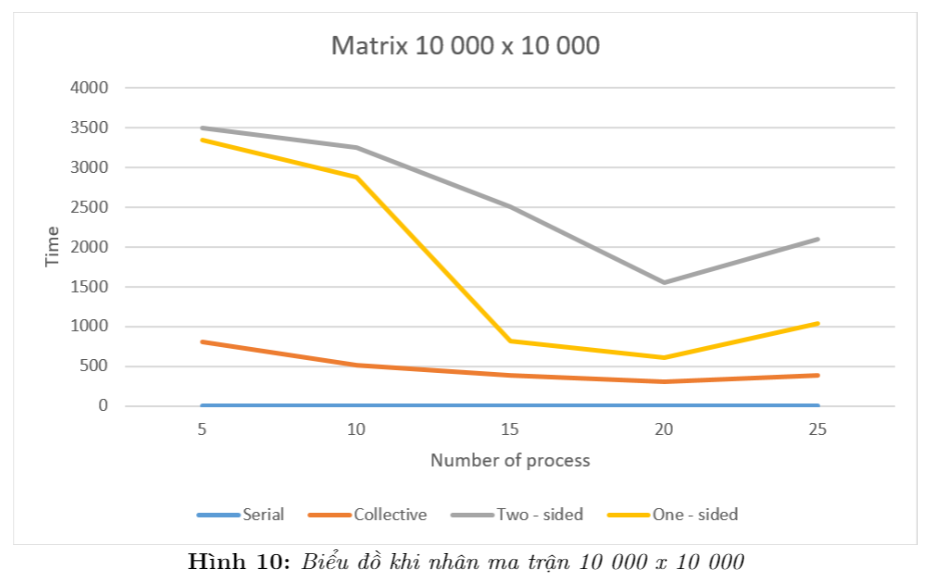 Matrix 10 000 x 10 000
4000
3500
3000
2500
2000
1500
1000
500
0
Time
5 10 15 20 25
Number of process
Serial Collective Two - sided One - sided
Hình 10: Biểu đồ khi nhân ma trận 10 000 x 10 000